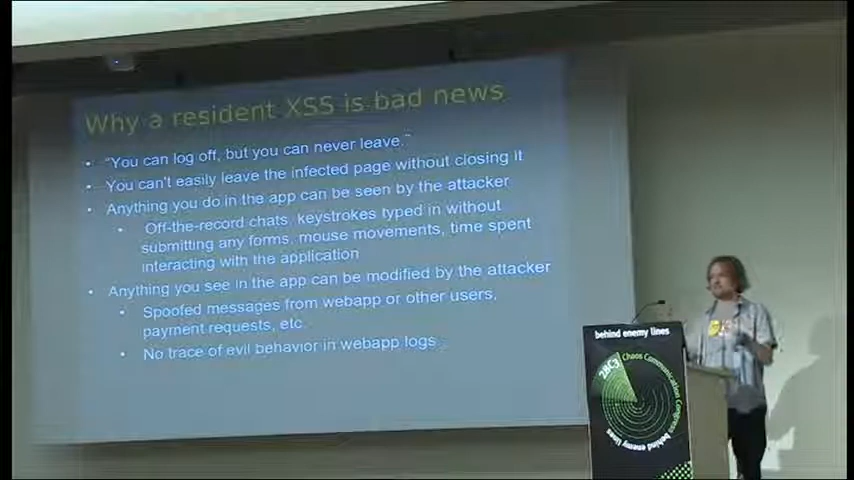 Why a resident XSS is bad news
• "You can log off, but you can never leave."
• You can't easily leave the infected page without closing it
• Anything you do in the app can be seen by the attacker
• Off-the-record chats, keystrokes typed in without
submitting any forms, mouse movements, time spent
interacting with the application
• Anything you see in the app can be modified by the attacker
• Spoofed messages from webapp or other users,
payment requests, etc.
• No trace of evil behavior in webapp logs
behind enemy lines
28C3 Chaos Communication Congress
behind enemy lines